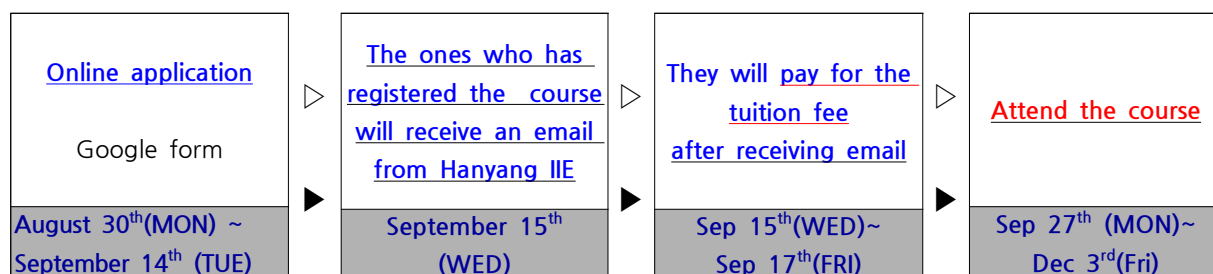 Online application
Google form
August 30th(MON) ~
September 14th (TUE)
The ones who has
registered the course
will receive an email
from Hanyang IIE
September 15th
(WED)
They will pay for the
tuition fee
after receiving email
Sep 15th(WED)~
Sep 17th(FRI)
Attend the course
Sep 27th (MON)~
Dec 3rd(Fri)